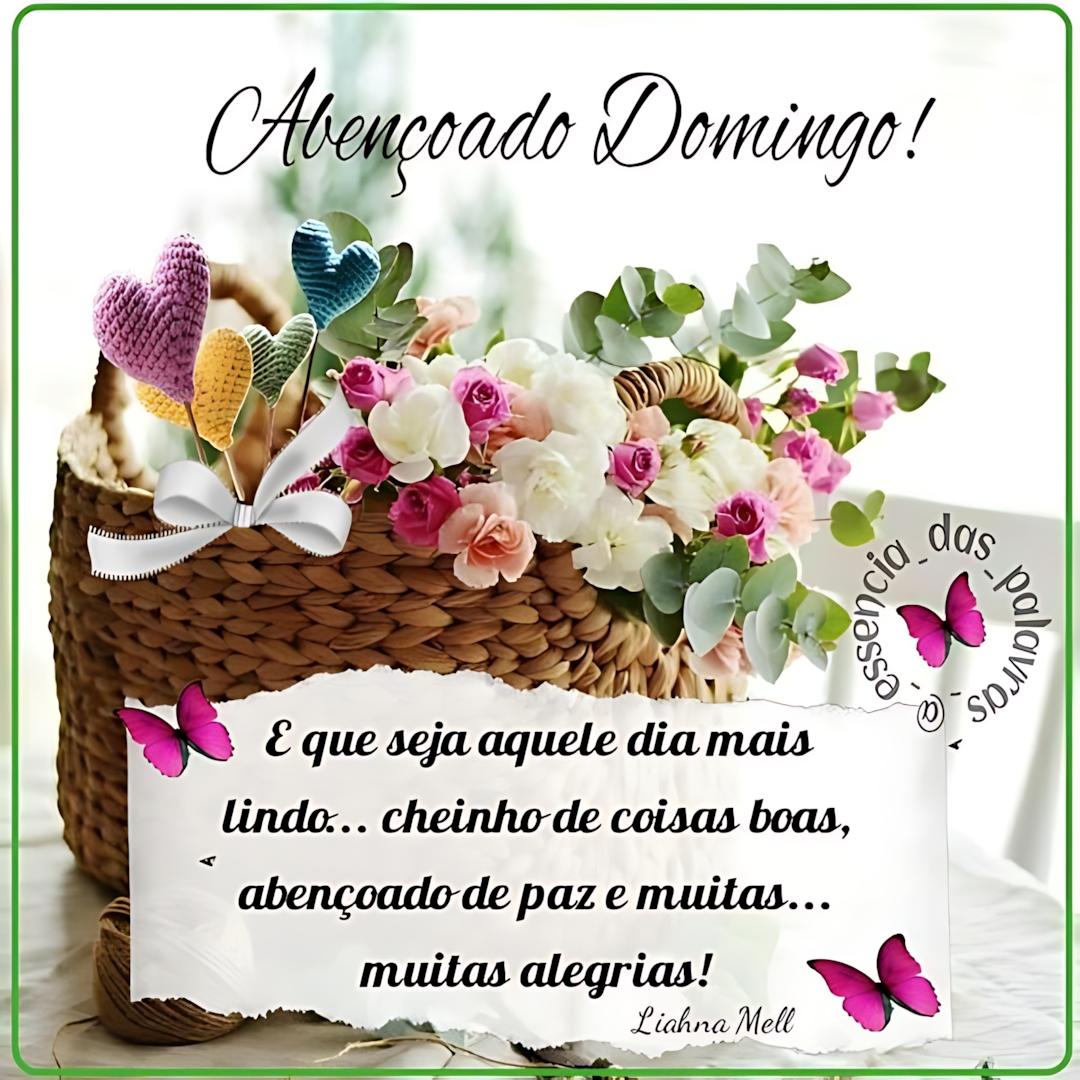 Abençoado Domingo!
@_essencia_das_palavras_
E que seja aquele dia mais
lindo... cheinho de coisas boas,
abençoado de paz e muitas...
muitas alegrias!
Liahna Mell